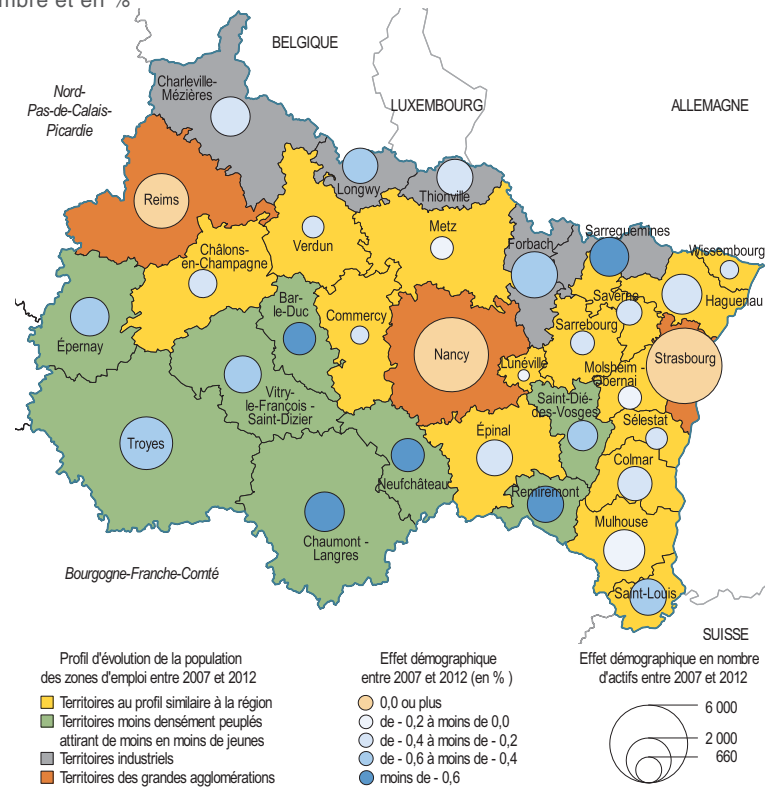 mbre et en %
BELGIQUE
Charleville-
Mézières
Nord-
Pas-de-Calais-
Picardie
LUXEMBOURG
ALLEMAGNE
Reims
Longwy
Thionville
Verdun
Metz
Forbach
Sarreguemines
Wissembourg
Châlons-
en-Champagne
Haguenau
Saverne
Bar-
le-Duc
Commercy
Sarrebourg
Épernay
Nancy
Lunéville
Strasbourg
Molsheim -
Obernai
Vitry-
le-François -
Saint-Dizier
Saint-Dié-
des-Vosges
Sélestat
Troyes
Épinal
Colmar
Neufchâteau
Remiremont
Chaumont -
Langres
Mulhouse
Bourgogne-Franche-Comté
Saint-Louis
SUISSE
Profil d'évolution de la population
des zones d'emploi entre 2007 et 2012
Territoires au profil similaire à la région
Territoires moins densément peuplés
attirant de moins en moins de jeunes
Territoires industriels
Territoires des grandes agglomérations
Effet démographique
entre 2007 et 2012 (en % )
0,0 ou plus
de - 0,2 à moins de 0,0
de - 0,4 à moins de - 0,2
de - 0,6 à moins de - 0,4
moins de - 0,6
Effet démographique en nombre
d'actifs entre 2007 et 2012
6 000
2 000
660